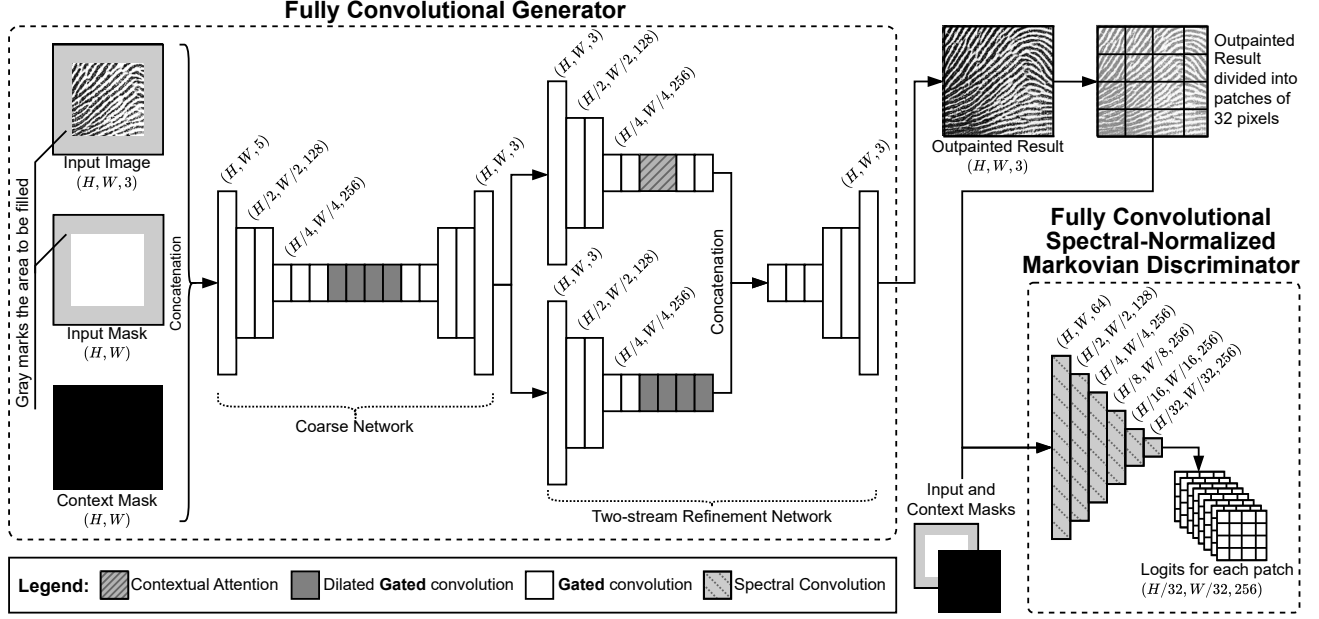 Fully Convolutional Generator
Gray marks the area to be filled
Input Image
(H, W, 3)
Input Mask
(H, W)
Context Mask
(H, W)
Concatenation
(H, W, 5)
(H/2, W/2, 128)
(H/4, W/4, 256)
(H, W, 3)
Coarse Network
(H, W, 3)
(H/2, W/2, 128)
(H/4, W/4, 256)
(H, W, 3)
(H/2, W/2, 128)
(H/4, W/4, 256)
Concatenation
(H, W, 3)
Two-stream Refinement Network
Outpainted Result
(H, W, 3)
Outpainted
Result
divided into
patches of
32 pixels
Fully Convolutional
Spectral-Normalized
Markovian Discriminator
(H, W, 64)
(H/2, W/2, 128)
(H/4, W/4, 256)
(H/8, W/8, 256)
(H/16, W/16, 256)
(H/32, W/32, 256)
Input and
Context Masks
Logits for each patch
(H/32, W/32, 256)
Legend: Contextual Attention Dilated Gated convolution Gated convolution Spectral Convolution